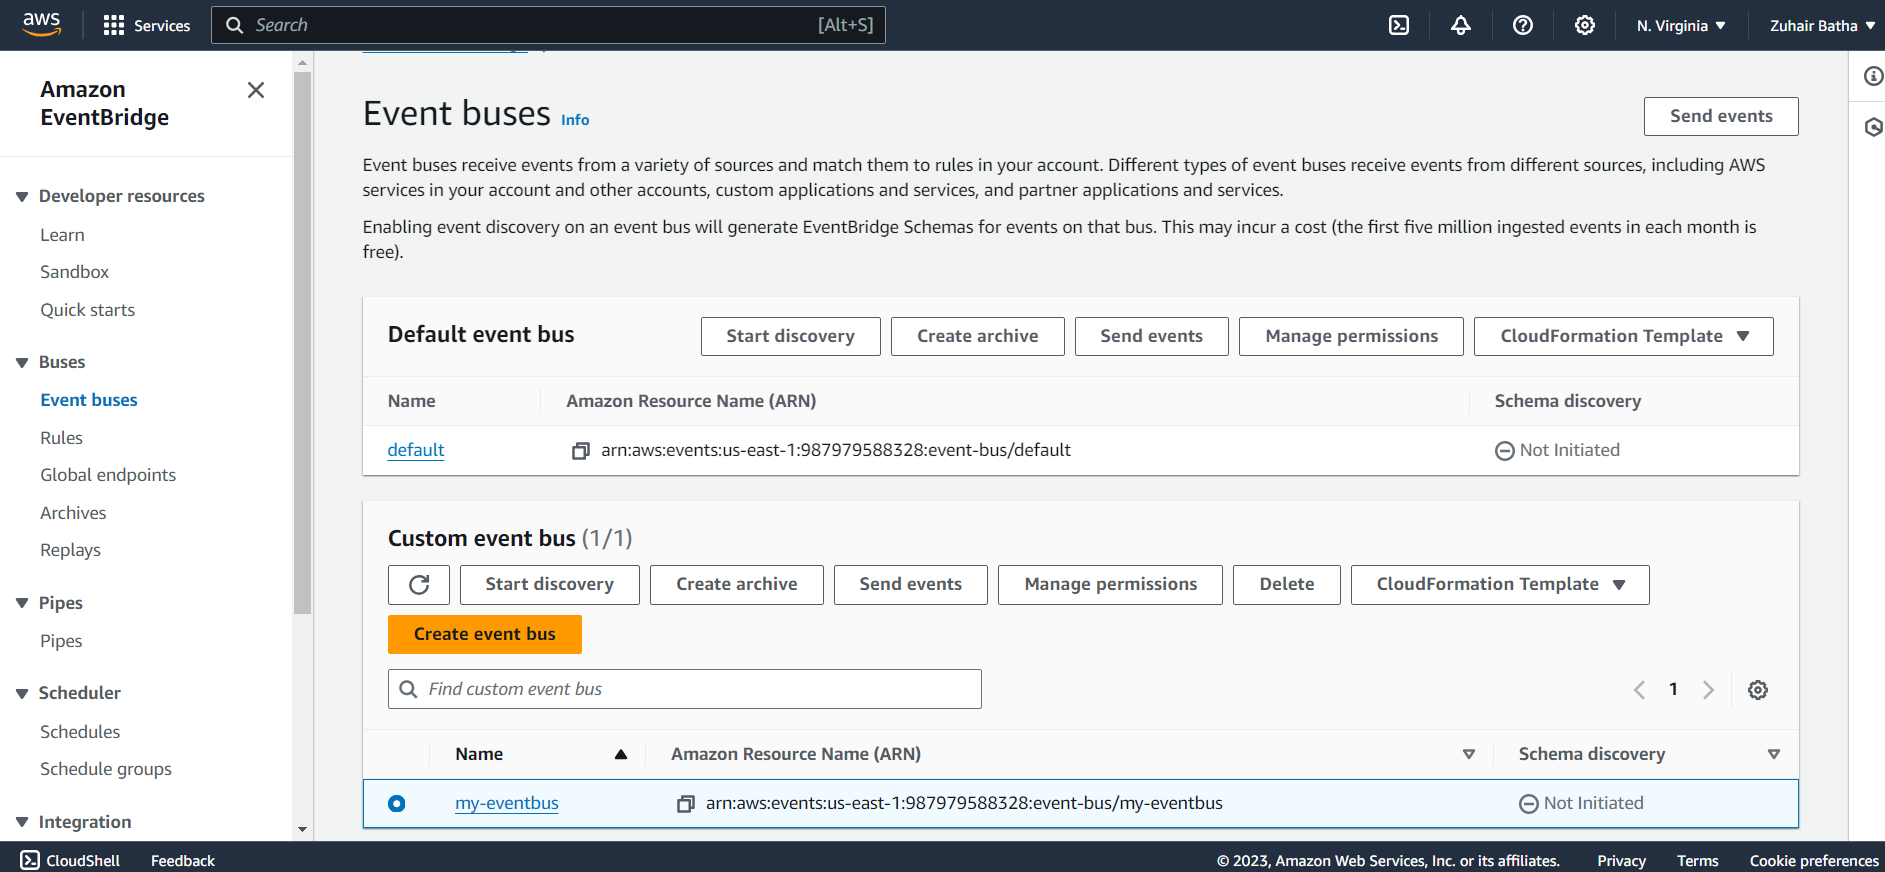 aws
Services
Search
[Alt+S]
N. Virginia
Zuhair Batha
Amazon
EventBridge
Developer resources
Learn
Sandbox
Quick starts
Buses
Event buses
Rules
Global endpoints
Archives
Replays
Pipes
Pipes
Scheduler
Schedules
Schedule groups
Integration
Event buses Info
Send events
Event buses receive events from a variety of sources and match them to rules in your account. Different types of event buses receive events from different sources, including AWS
services in your account and other accounts, custom applications and services, and partner applications and services.
Enabling event discovery on an event bus will generate EventBridge Schemas for events on that bus. This may incur a cost (the first five million ingested events in each month is
free).
Default event bus
Start discovery
Create archive
Send events
Manage permissions
CloudFormation Template
Name
Amazon Resource Name (ARN)
Schema discovery
default
arn:aws:events:us-east-1:987979588328:event-bus/default
Not Initiated
Custom event bus (1/1)
Start discovery
Create archive
Send events
Manage permissions
Delete
CloudFormation Template
Create event bus
Find custom event bus
1
Name
Amazon Resource Name (ARN)
Schema discovery
my-eventbus
arn:aws:events:us-east-1:987979588328:event-bus/my-eventbus
Not Initiated
CloudShell
Feedback
© 2023, Amazon Web Services, Inc. or its affiliates.
Privacy
Terms
Cookie preferences